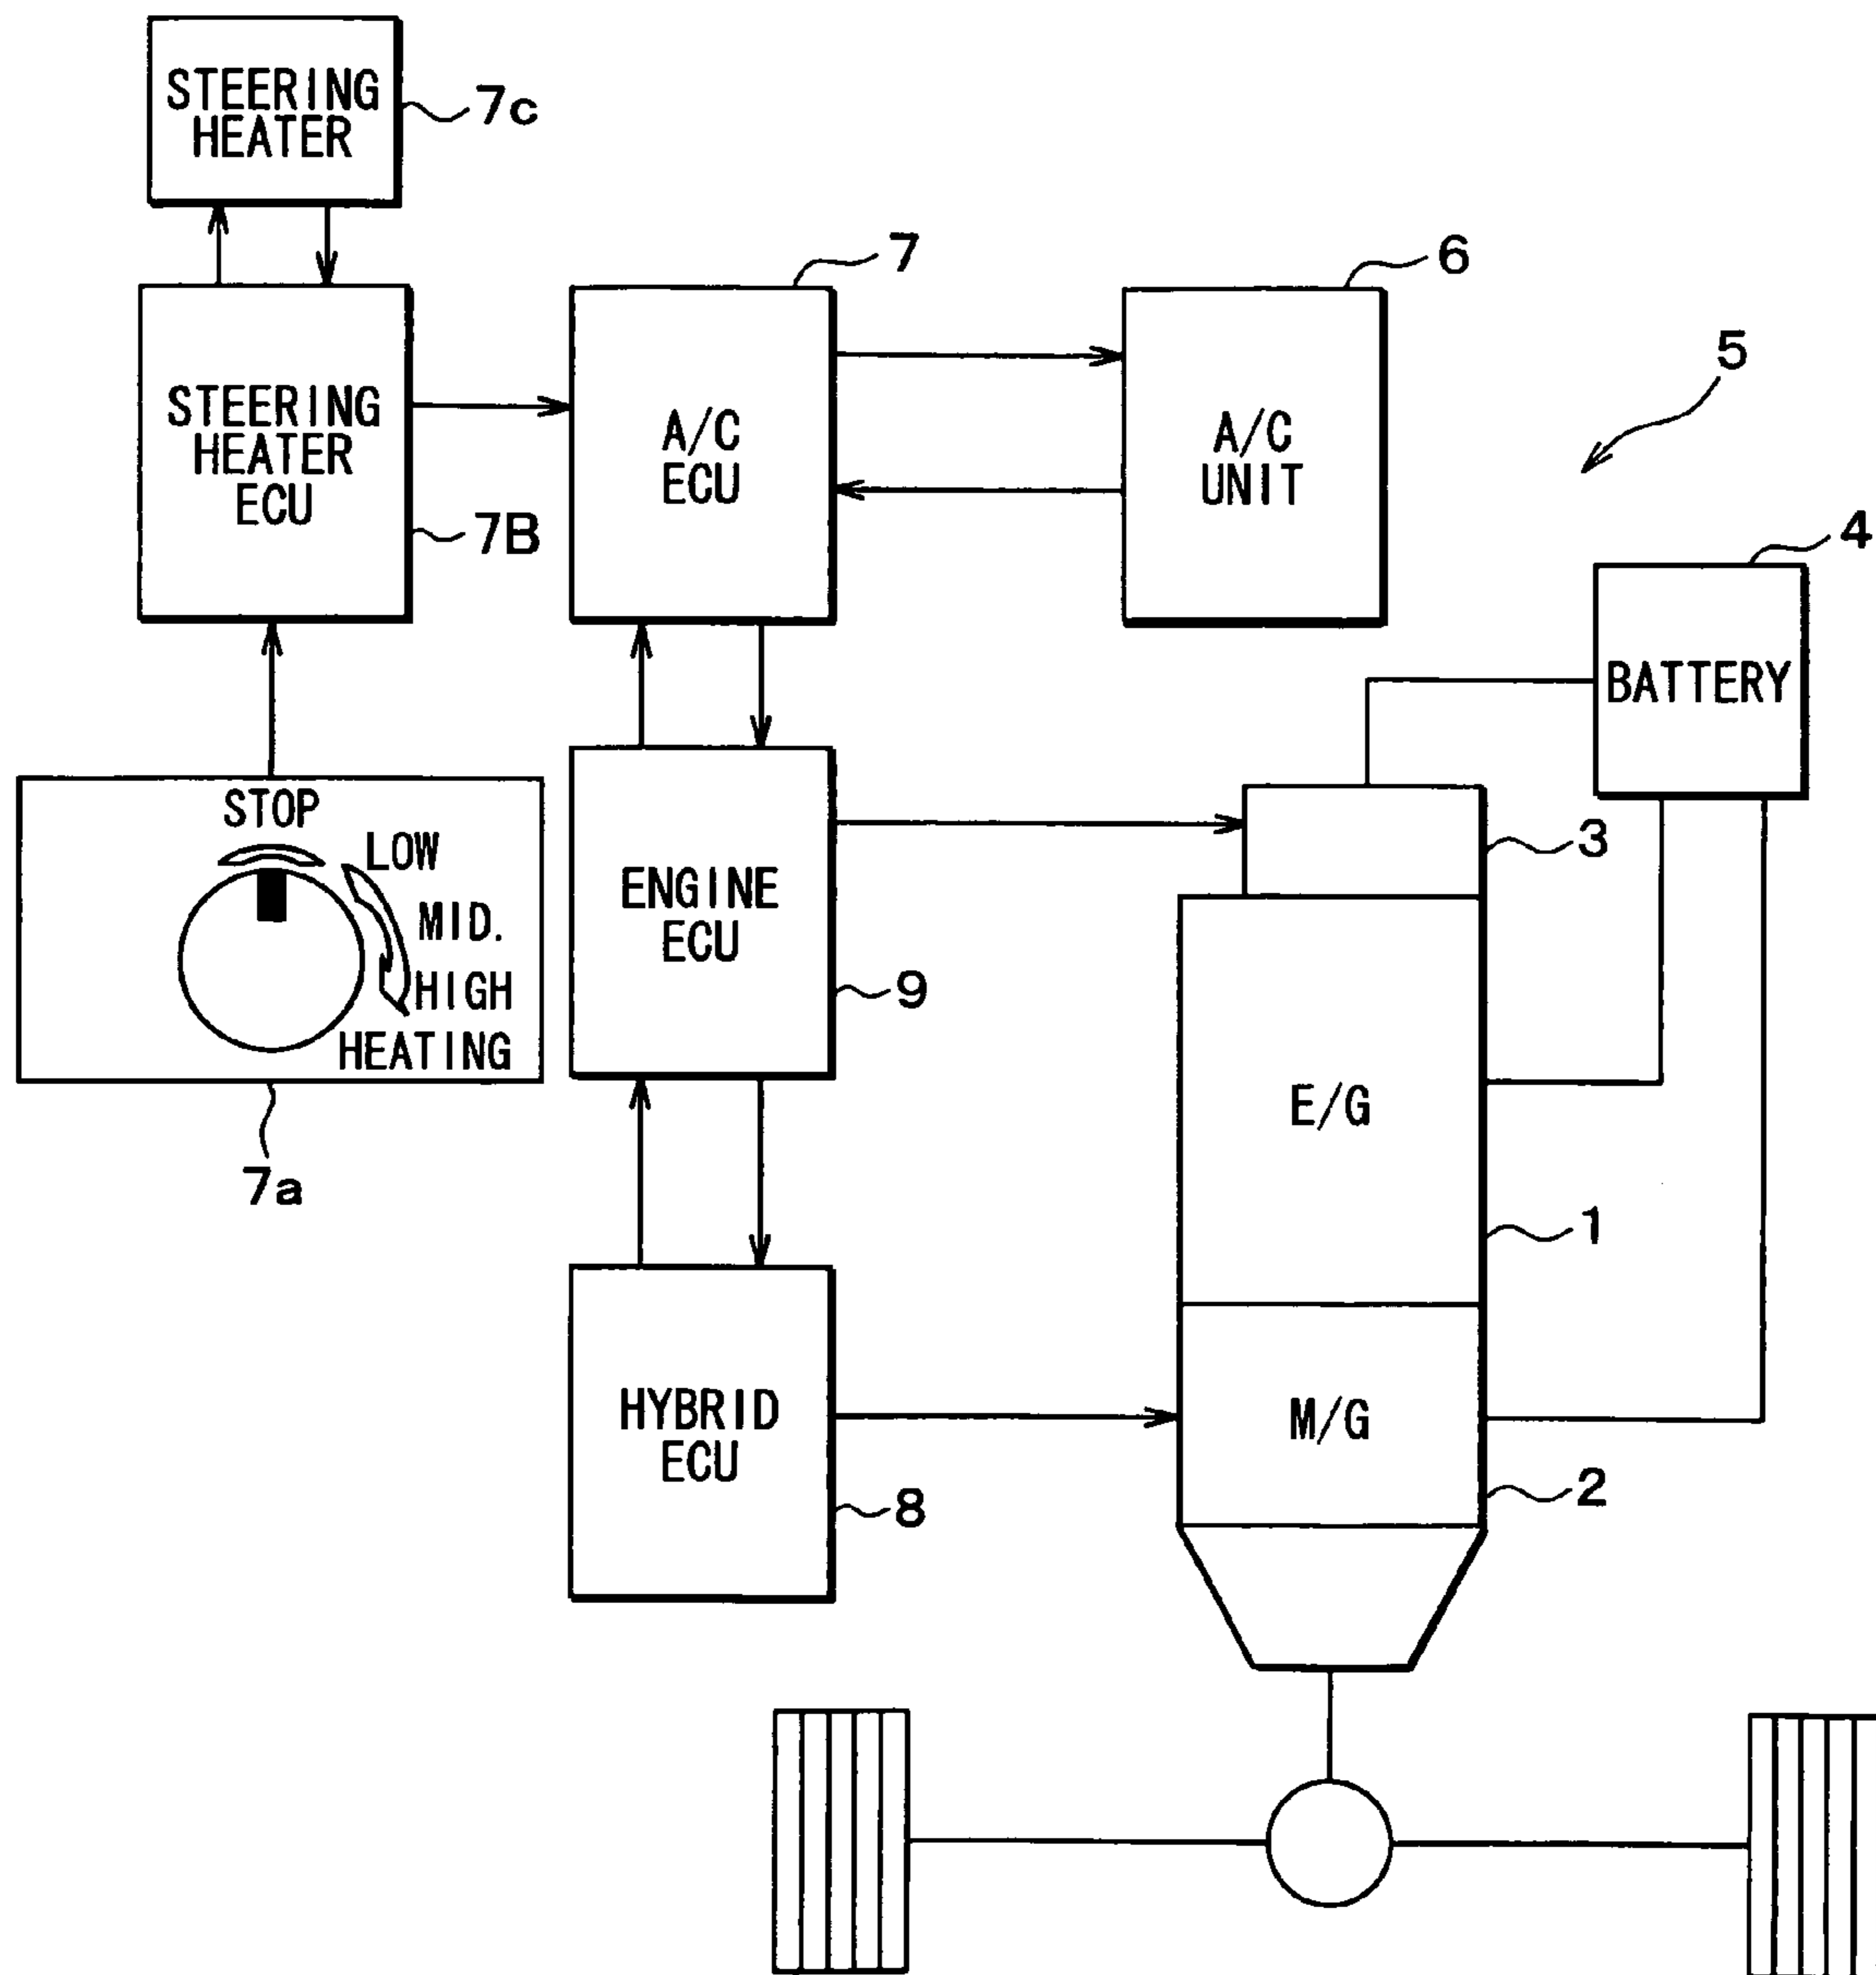 STEERING
HEATER
7c
7
6
5
STEERING
HEATER
ECU
7B
A/C
ECU
A/C
UNIT
4
BATTERY
STOP
LOW
MID.
HIGH
HEATING
7a
ENGINE
ECU
9
3
E/G
1
HYBRID
ECU
8
M/G
2